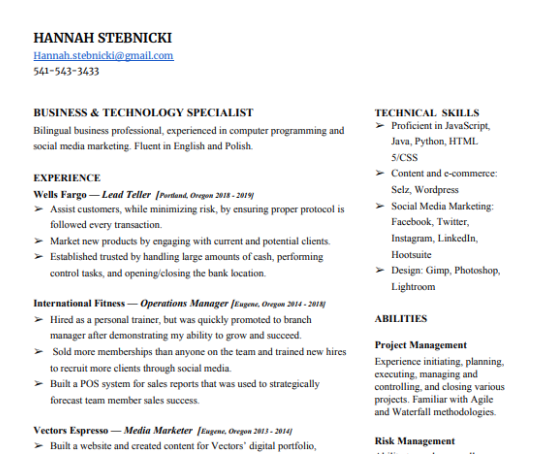 HANNAH STEBNICKI
Hannah.stebnicki@gmail.com
541-543-3433
BUSINESS & TECHNOLOGY SPECIALIST
Bilingual business professional, experienced in computer programming and
social media marketing. Fluent in English and Polish.
EXPERIENCE
Wells Fargo — Lead Teller [Portland, Oregon 2018 - 2019]
➢ Assist customers, while minimizing risk, by ensuring proper protocol is
followed every transaction.
➢ Market new products by engaging with current and potential clients.
➢ Established trusted by handling large amounts of cash, performing
control tasks, and opening/closing the bank location.
International Fitness — Operations Manager [Eugene, Oregon 2014 - 2018]
➢ Hired as a personal trainer, but was quickly promoted to branch
manager after demonstrating my ability to grow and succeed.
➢ Sold more memberships than anyone on the team and trained new hires
to recruit more clients through social media.
➢ Built a POS system for sales reports that was used to strategically
forecast team member sales success.
Vectors Espresso — Media Marketer [Eugene, Oregon 2013 - 2014]
➢ Built a website and created content for Vectors’ digital portfolio,
TECHNICAL SKILLS
➢ Proficient in JavaScript,
Java, Python, HTML
5/CSS
➢ Content and e-commerce:
Selz, Wordpress
➢ Social Media Marketing:
Facebook, Twitter,
Instagram, LinkedIn,
Hootsuite
➢ Design: Gimp, Photoshop,
Lightroom
ABILITIES
Project Management
Experience initiating, planning,
executing, managing and
controlling, and closing various
projects. Familiar with Agile
and Waterfall methodologies.
Risk Management